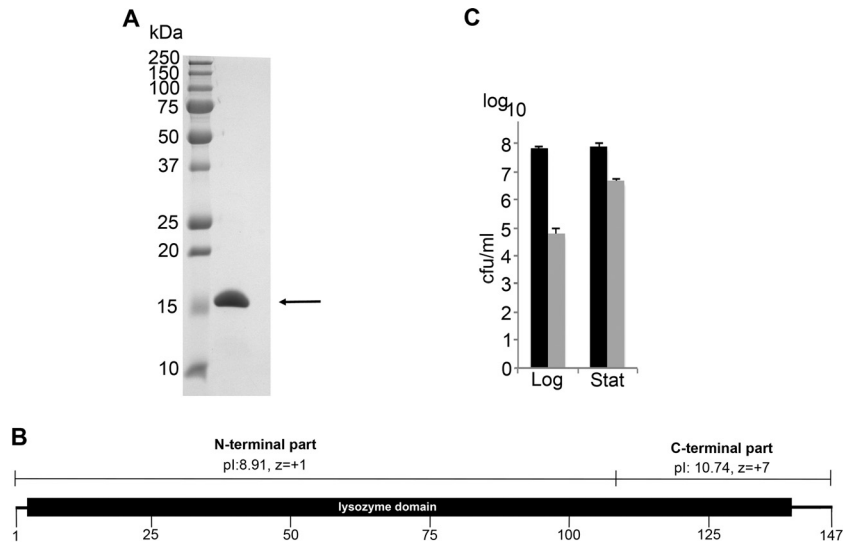 A
kDa
250
150
100
75
50
37
25
20
15
10
C
log10
8
7
6
5
4
3
2
1
0
cfu/ml
Log Stat
B
N-terminal part
pI:8.91, z=+1
C-terminal part
pI: 10.74, z=+7
lysozyme domain
1 25 50 75 100 125 147